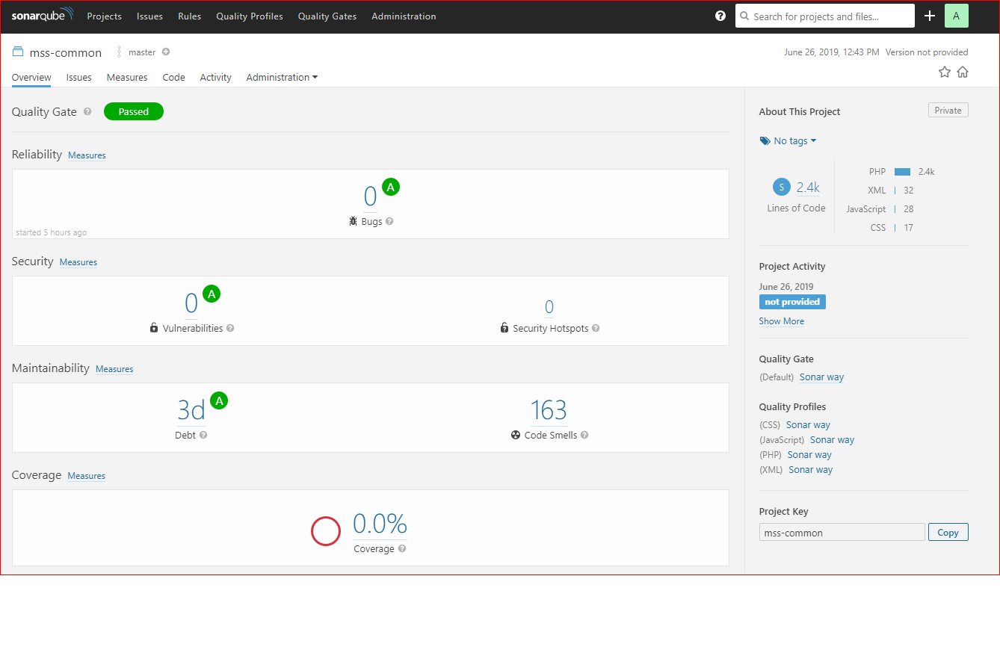 sonarqube Projects Issues Rules Quality Profiles Quality Gates Administration ? Search for projects and files... A
mss-common master June 26, 2019, 12:43 PM Version not provided
Overview Issues Measures Code Activity Administration
Quality Gate ? Passed
Reliability Measures
0 A
Bugs ?
started 5 hours ago
Security Measures
0 A
Vulnerabilities ?
0
Security Hotspots ?
Maintainability Measures
3d A
Debt ?
163
Code Smells ?
Coverage Measures
0.0%
Coverage ?
About This Project Private
No tags
S 2.4k
Lines of Code
PHP 2.4k
XML 32
JavaScript 28
CSS 17
Project Activity
June 26, 2019
not provided
Show More
Quality Gate
(Default) Sonar way
Quality Profiles
(CSS) Sonar way
(JavaScript) Sonar way
(PHP) Sonar way
(XML) Sonar way
Project Key
mss-common Copy